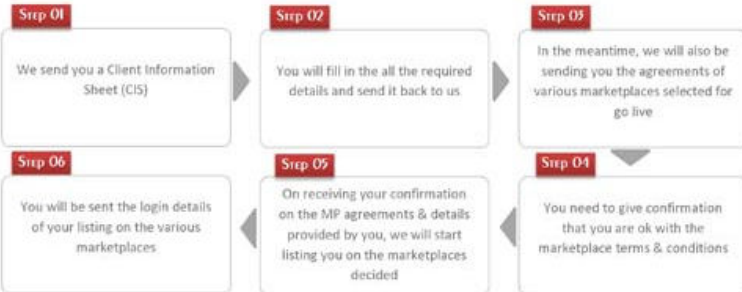 Step 01
We send you a Client Information
Sheet (CIS)
Step 02
You will fill in the all the required
details and send it back to us
Step 03
In the meantime, we will also be
sending you the agreements of
various marketplaces selected for
go live
Step 04
You need to give confirmation
that you are ok with the
marketplace terms & conditions
Step 05
On receiving your confirmation
on the MP agreements & details
provided by you, we will start
listing you on the marketplaces
decided
Step 06
You will be sent the login details
of your listing on the various
marketplaces